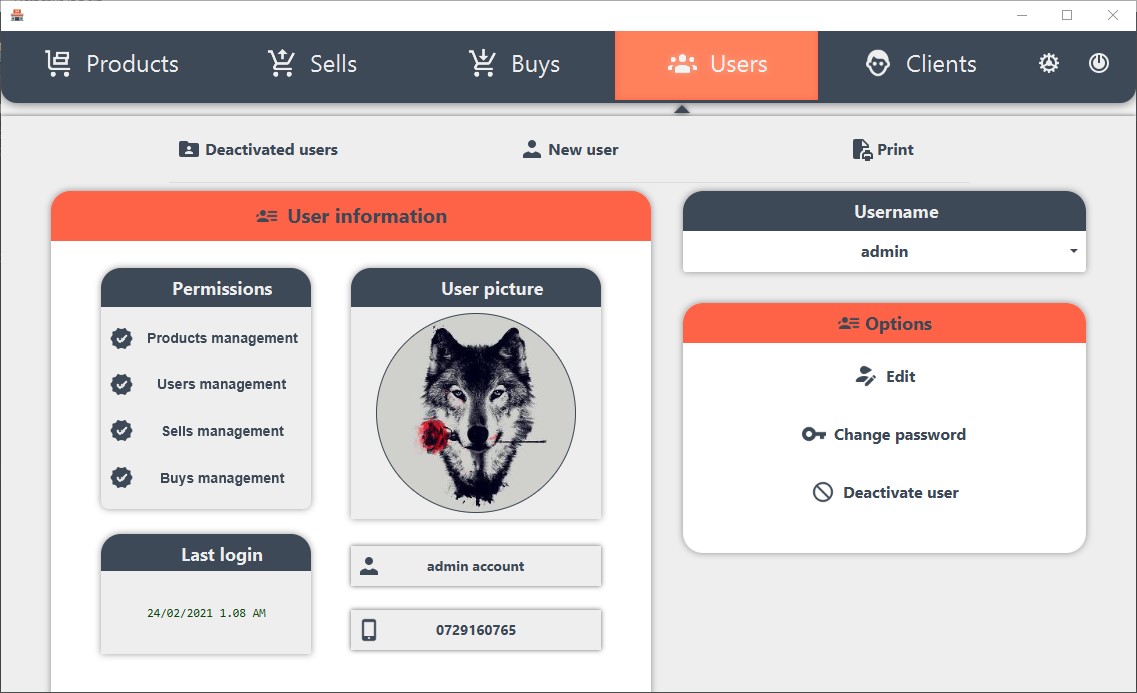 Products
Sells
Buys
Users
Clients
Deactivated users
New user
Print
User information
Permissions
Products management
Users management
Sells management
Buys management
Last login
24/02/2021 1.08 AM
User picture
admin account
0729160765
Username
admin
Options
Edit
Change password
Deactivate user